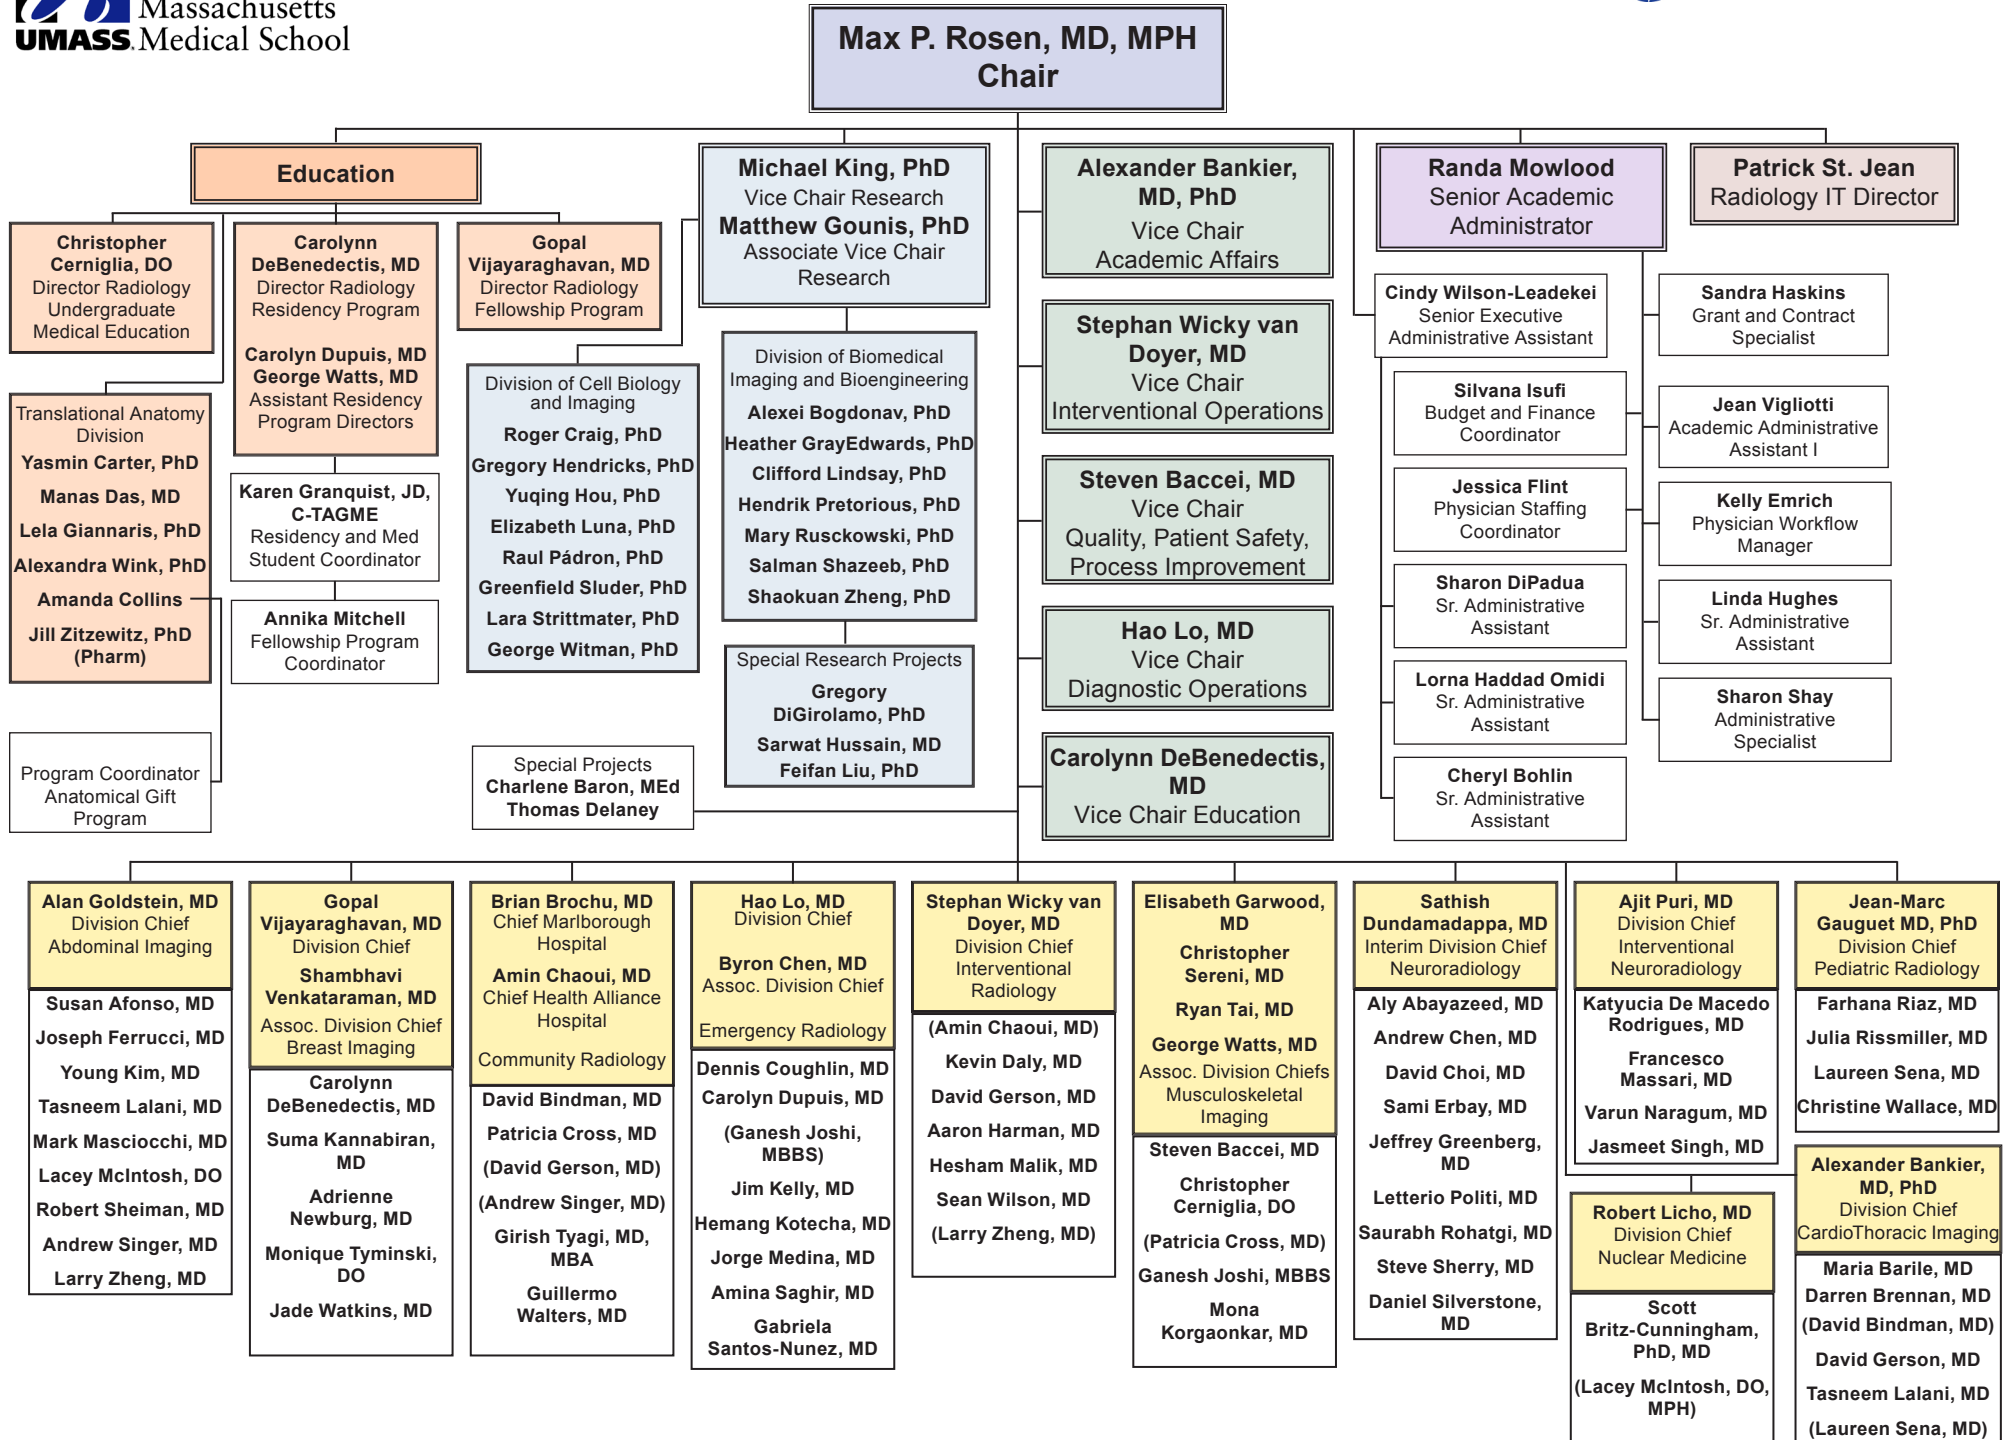 Massachusetts
UMASS Medical School
Max P. Rosen, MD, MPH
Chair
Education
Christopher
Cerniglia, DO
Director Radiology
Undergraduate
Medical Education
Carolynn
DeBenedectis, MD
Director Radiology
Residency Program
Carolyn Dupuis, MD
George Watts, MD
Assistant Residency
Program Directors
Gopal
Vijayaraghavan, MD
Director Radiology
Fellowship Program
Translational Anatomy
Division
Yasmin Carter, PhD
Manas Das, MD
Lela Giannaris, PhD
Alexandra Wink, PhD
Amanda Collins
Jill Zitzewitz, PhD
(Pharm)
Program Coordinator
Anatomical Gift
Program
Karen Granquist, JD,
C-TAGME
Residency and Med
Student Coordinator
Annika Mitchell
Fellowship Program
Coordinator
Michael King, PhD
Vice Chair Research
Matthew Gounis, PhD
Associate Vice Chair
Research
Division of Cell Biology
and Imaging
Roger Craig, PhD
Gregory Hendricks, PhD
Yuqing Hou, PhD
Elizabeth Luna, PhD
Raul Pádron, PhD
Greenfield Sluder, PhD
Lara Strittmater, PhD
George Witman, PhD
Division of Biomedical
Imaging and Bioengineering
Alexei Bogdonav, PhD
Heather GrayEdwards, PhD
Clifford Lindsay, PhD
Hendrik Pretorious, PhD
Mary Rusckowski, PhD
Salman Shazeeb, PhD
Shaokuan Zheng, PhD
Special Research Projects
Gregory
DiGirolamo, PhD
Sarwat Hussain, MD
Feifan Liu, PhD
Special Projects
Charlene Baron, MEd
Thomas Delaney
Alexander Bankier,
MD, PhD
Vice Chair
Academic Affairs
Stephan Wicky van
Doyer, MD
Vice Chair
Interventional Operations
Steven Baccei, MD
Vice Chair
Quality, Patient Safety,
Process Improvement
Hao Lo, MD
Vice Chair
Diagnostic Operations
Carolynn DeBenedectis,
MD
Vice Chair Education
Randa Mowlood
Senior Academic
Administrator
Patrick St. Jean
Radiology IT Director
Cindy Wilson-Leadekei
Senior Executive
Administrative Assistant
Silvana Isufi
Budget and Finance
Coordinator
Jessica Flint
Physician Staffing
Coordinator
Sharon DiPadua
Sr. Administrative
Assistant
Lorna Haddad Omidi
Sr. Administrative
Assistant
Cheryl Bohlin
Sr. Administrative
Assistant
Sandra Haskins
Grant and Contract
Specialist
Jean Vigliotti
Academic Administrative
Assistant I
Kelly Emrich
Physician Workflow
Manager
Linda Hughes
Sr. Administrative
Assistant
Sharon Shay
Administrative
Specialist
Alan Goldstein, MD
Division Chief
Abdominal Imaging
Susan Afonso, MD
Joseph Ferrucci, MD
Young Kim, MD
Tasneem Lalani, MD
Mark Masciocchi, MD
Lacey McIntosh, DO
Robert Sheiman, MD
Andrew Singer, MD
Larry Zheng, MD
Gopal
Vijayaraghavan, MD
Division Chief
Shambhavi
Venkataraman, MD
Assoc. Division Chief
Breast Imaging
Carolynn
DeBenedectis, MD
Suma Kannabiran,
MD
Adrienne
Newburg, MD
Monique Tyminski,
DO
Jade Watkins, MD
Brian Brochu, MD
Chief Marlborough
Hospital
Amin Chaoui, MD
Chief Health Alliance
Hospital
Community Radiology
David Bindman, MD
Patricia Cross, MD
(David Gerson, MD)
(Andrew Singer, MD)
Girish Tyagi, MD,
MBA
Guillermo
Walters, MD
Hao Lo, MD
Division Chief
Byron Chen, MD
Assoc. Division Chief
Emergency Radiology
Dennis Coughlin, MD
Carolyn Dupuis, MD
(Ganesh Joshi,
MBBS)
Jim Kelly, MD
Hemang Kotecha, MD
Jorge Medina, MD
Amina Saghir, MD
Gabriela
Santos-Nunez, MD
Stephan Wicky van
Doyer, MD
Division Chief
Interventional
Radiology
(Amin Chaoui, MD)
Kevin Daly, MD
David Gerson, MD
Aaron Harman, MD
Hesham Malik, MD
Sean Wilson, MD
(Larry Zheng, MD)
Elisabeth Garwood,
MD
Christopher
Sereni, MD
Ryan Tai, MD
George Watts, MD
Assoc. Division Chiefs
Musculoskeletal
Imaging
Steven Baccei, MD
Christopher
Cerniglia, DO
(Patricia Cross, MD)
Ganesh Joshi, MBBS
Mona
Korgaonkar, MD
Sathish
Dundamadappa, MD
Interim Division Chief
Neuroradiology
Aly Abayazeed, MD
Andrew Chen, MD
David Choi, MD
Sami Erbay, MD
Jeffrey Greenberg,
MD
Letterio Politi, MD
Saurabh Rohatgi, MD
Steve Sherry, MD
Daniel Silverstone,
MD
Ajit Puri, MD
Division Chief
Interventional
Neuroradiology
Katyucia De Macedo
Rodrigues, MD
Francesco
Massari, MD
Varun Naragum, MD
Jasmeet Singh, MD
Robert Licho, MD
Division Chief
Nuclear Medicine
Scott
Britz-Cunningham,
PhD, MD
(Lacey McIntosh, DO,
MPH)
Jean-Marc
Gauguet MD, PhD
Division Chief
Pediatric Radiology
Farhana Riaz, MD
Julia Rissmiller, MD
Laureen Sena, MD
Christine Wallace, MD
Alexander Bankier,
MD, PhD
Division Chief
CardioThoracic Imaging
Maria Barile, MD
Darren Brennan, MD
(David Bindman, MD)
David Gerson, MD
Tasneem Lalani, MD
(Laureen Sena, MD)